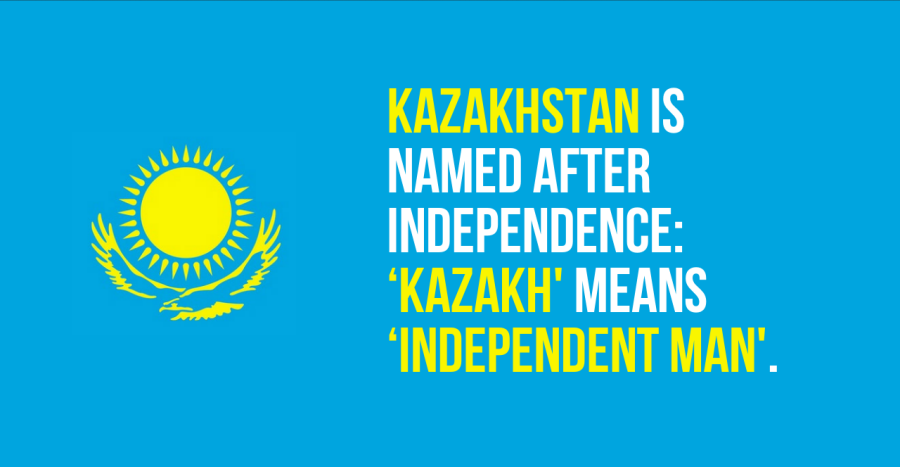 KAZAKHSTAN IS
NAMED AFTER
INDEPENDENCE:
‘KAZAKH' MEANS
‘INDEPENDENT MAN'.